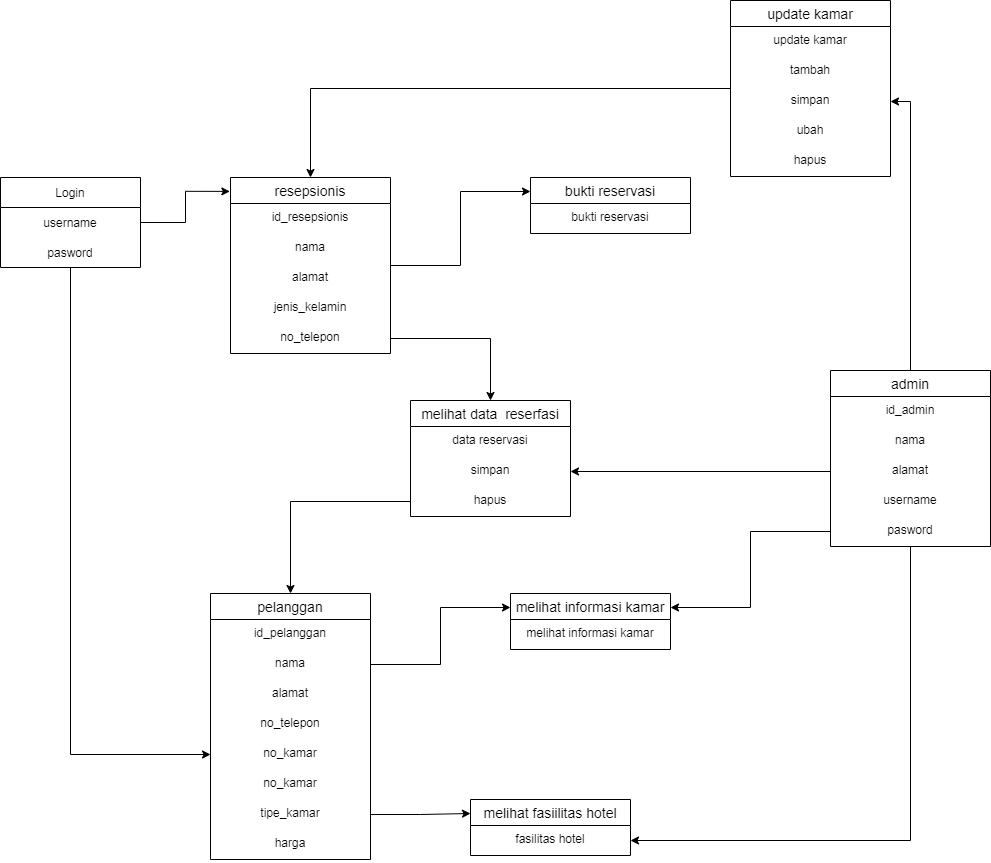 update kamar
update kamar
tambah
simpan
ubah
hapus
Login
username
pasword
resepsionis
id_resepsionis
nama
alamat
jenis_kelamin
no_telepon
bukti reservasi
bukti reservasi
melihat data reserfasi
data reservasi
simpan
hapus
admin
id_admin
nama
alamat
username
pasword
pelanggan
id_pelanggan
nama
alamat
no_telepon
no_kamar
no_kamar
tipe_kamar
harga
melihat informasi kamar
melihat informasi kamar
melihat fasiilitas hotel
fasilitas hotel